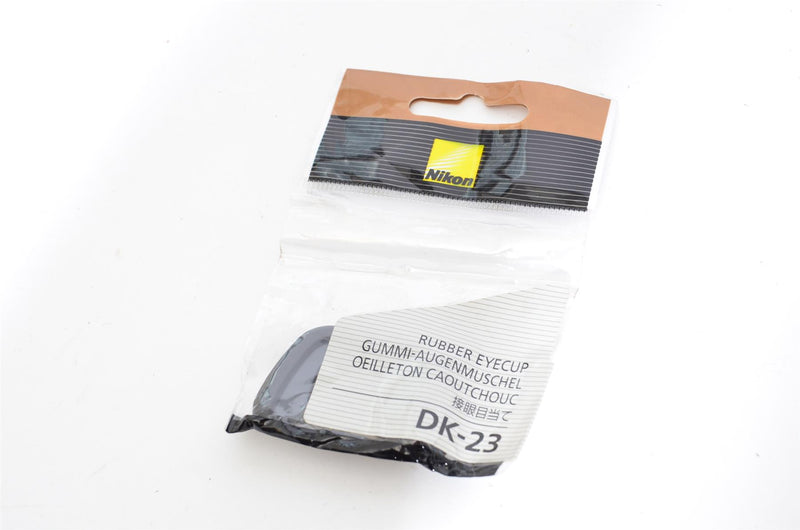 Nikon
RUBBER EYECUP
GUMMI-AUGENMUSCHEL
OEILLETON CAOUTCHOUC
接眼目当て
DK-23